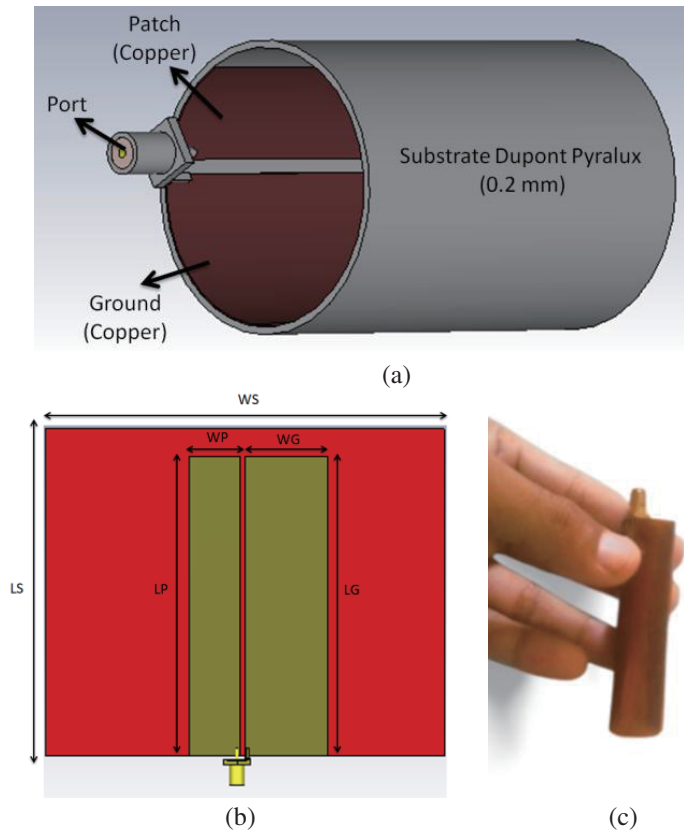 Patch
(Copper)
Port
Substrate Dupont Pyralux
(0.2 mm)
Ground
(Copper)
(a)
WS
WP
WG
LS
LP
LG
(b)
(c)